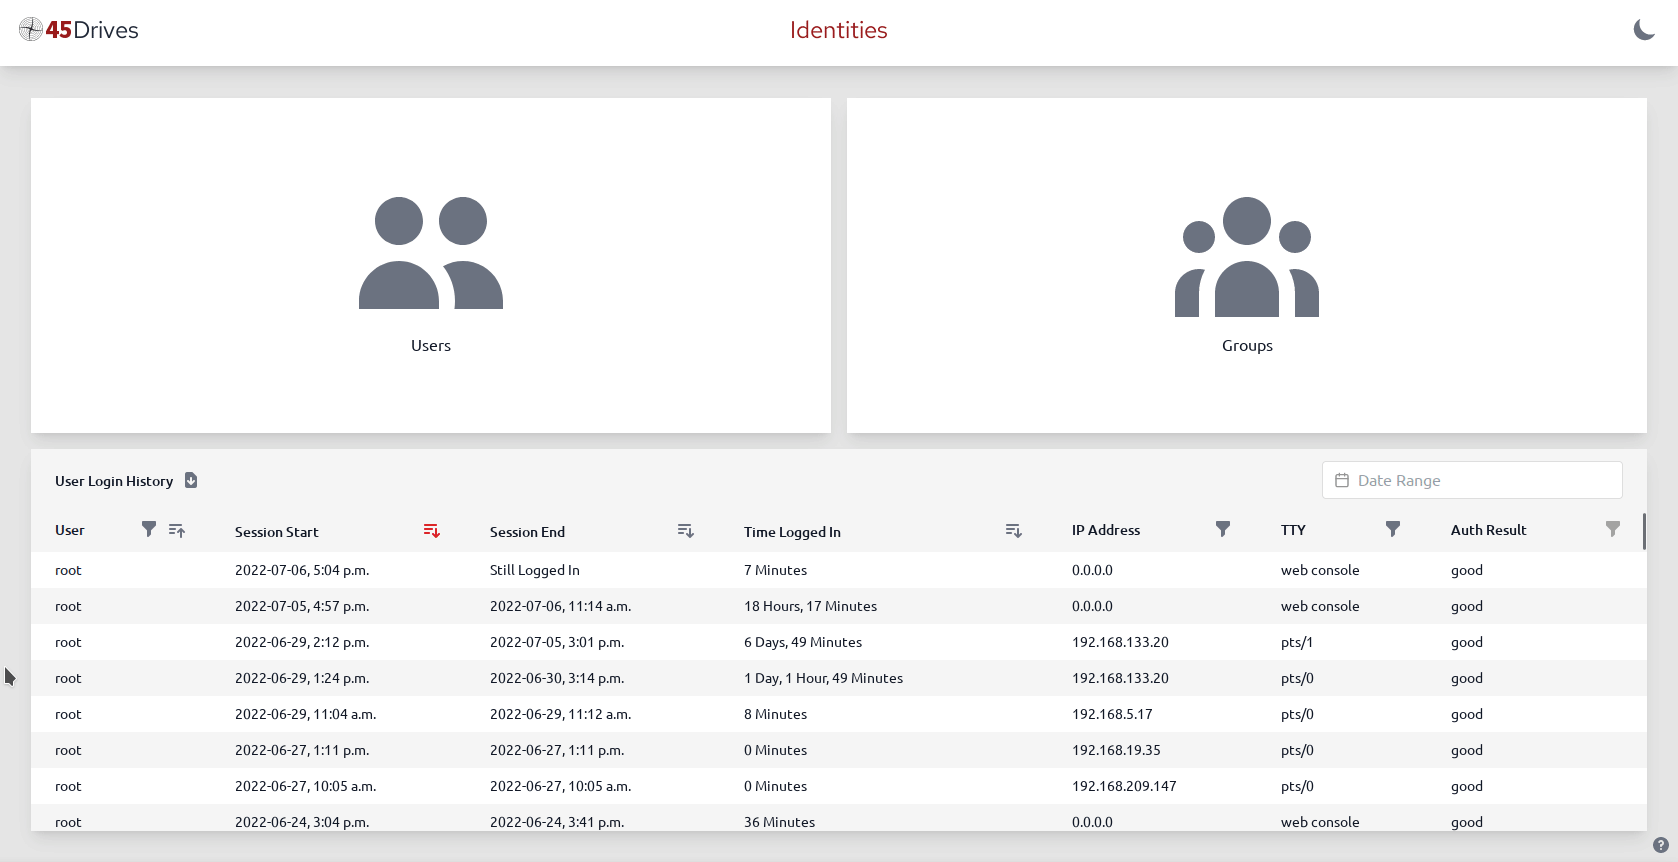 45Drives
Identities
Users
Groups
User Login History
Date Range
User Session Start Session End Time Logged In IP Address TTY Auth Result
root 2022-07-06, 5:04 p.m. Still Logged In 7 Minutes 0.0.0.0 web console good
root 2022-07-05, 4:57 p.m. 2022-07-06, 11:14 a.m. 18 Hours, 17 Minutes 0.0.0.0 web console good
root 2022-06-29, 2:12 p.m. 2022-07-05, 3:01 p.m. 6 Days, 49 Minutes 192.168.133.20 pts/1 good
root 2022-06-29, 1:24 p.m. 2022-06-30, 3:14 p.m. 1 Day, 1 Hour, 49 Minutes 192.168.133.20 pts/0 good
root 2022-06-29, 11:04 a.m. 2022-06-29, 11:12 a.m. 8 Minutes 192.168.5.17 pts/0 good
root 2022-06-27, 1:11 p.m. 2022-06-27, 1:11 p.m. 0 Minutes 192.168.19.35 pts/0 good
root 2022-06-27, 10:05 a.m. 2022-06-27, 10:05 a.m. 0 Minutes 192.168.209.147 pts/0 good
root 2022-06-24, 3:04 p.m. 2022-06-24, 3:41 p.m. 36 Minutes 0.0.0.0 web console good
?